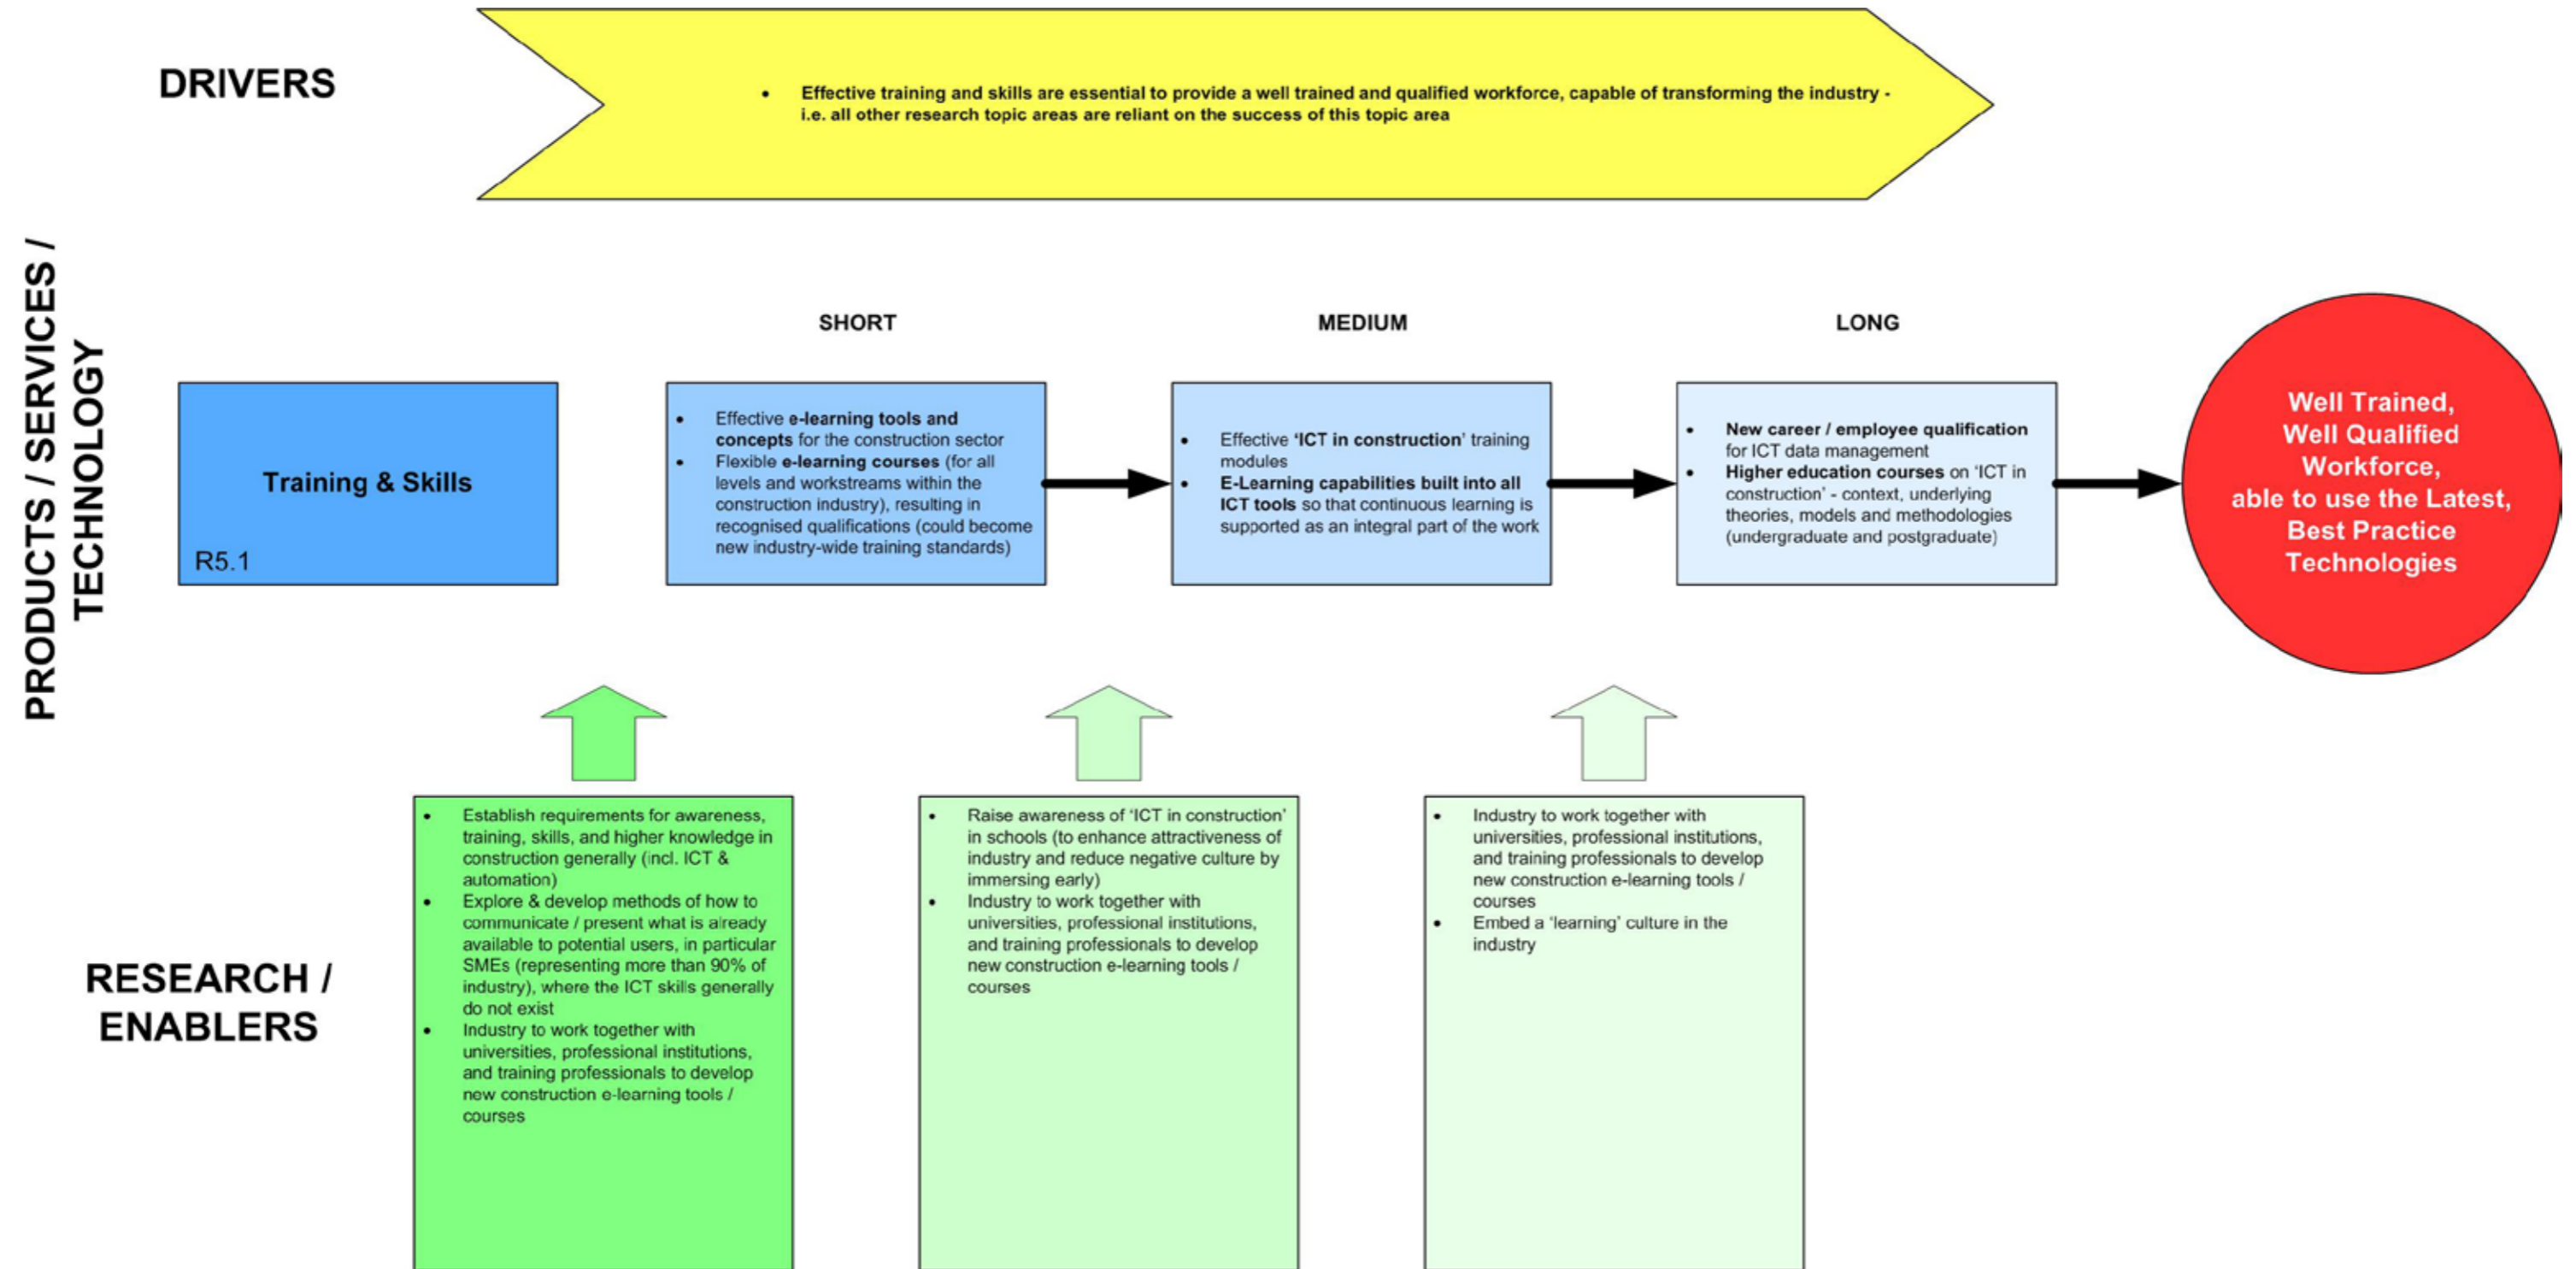 DRIVERS
• Effective training and skills are essential to provide a well trained and qualified workforce, capable of transforming the industry -
i.e. all other research topic areas are reliant on the success of this topic area
PRODUCTS / SERVICES /
TECHNOLOGY
SHORT
MEDIUM
LONG
Training & Skills
R5.1
• Effective e-learning tools and
concepts for the construction sector
• Flexible e-learning courses (for all
levels and workstreams within the
construction industry), resulting in
recognised qualifications (could become
new industry-wide training standards)
• Effective ‘ICT in construction’ training
modules
• E-Learning capabilities built into all
ICT tools so that continuous learning is
supported as an integral part of the work
• New career / employee qualification
for ICT data management
• Higher education courses on ‘ICT in
construction’ - context, underlying
theories, models and methodologies
(undergraduate and postgraduate)
Well Trained,
Well Qualified
Workforce,
able to use the Latest,
Best Practice
Technologies
RESEARCH /
ENABLERS
• Establish requirements for awareness,
training, skills, and higher knowledge in
construction generally (incl. ICT &
automation)
• Explore & develop methods of how to
communicate / present what is already
available to potential users, in particular
SMEs (representing more than 90% of
industry), where the ICT skills generally
do not exist
• Industry to work together with
universities, professional institutions,
and training professionals to develop
new construction e-learning tools /
courses
• Raise awareness of ‘ICT in construction’
in schools (to enhance attractiveness of
industry and reduce negative culture by
immersing early)
• Industry to work together with
universities, professional institutions,
and training professionals to develop
new construction e-learning tools /
courses
• Industry to work together with
universities, professional institutions,
and training professionals to develop
new construction e-learning tools /
courses
• Embed a ‘learning’ culture in the
industry